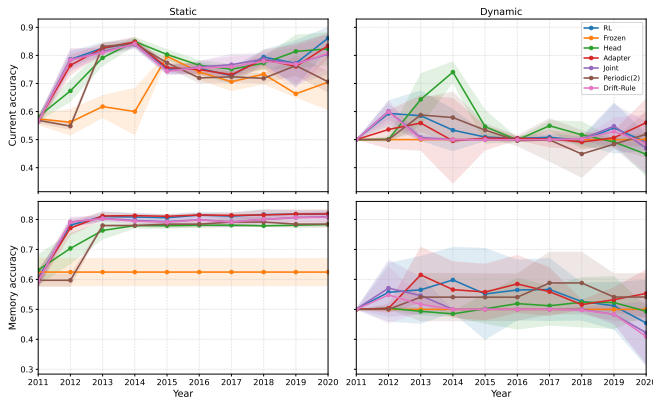 Static
Dynamic
Current accuracy
0.9
0.8
0.7
0.6
0.5
0.4
RL
Frozen
Head
Adapter
Joint
Periodic(2)
Drift-Rule
Memory accuracy
0.8
0.7
0.6
0.5
0.4
0.3
2011 2012 2013 2014 2015 2016 2017 2018 2019 2020
Year
2011 2012 2013 2014 2015 2016 2017 2018 2019 2020
Year